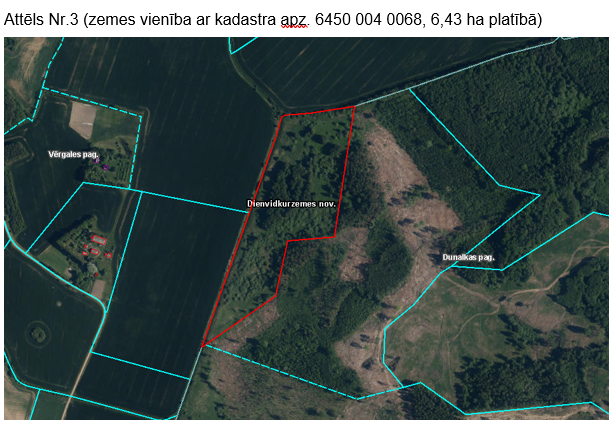 Attēls Nr.3 (zemes vienība ar kadastra apz. 6450 004 0068, 6,43 ha platībā)
Vērgales pag.
Dienvidkurzemes nov.
Dunalkas pag.